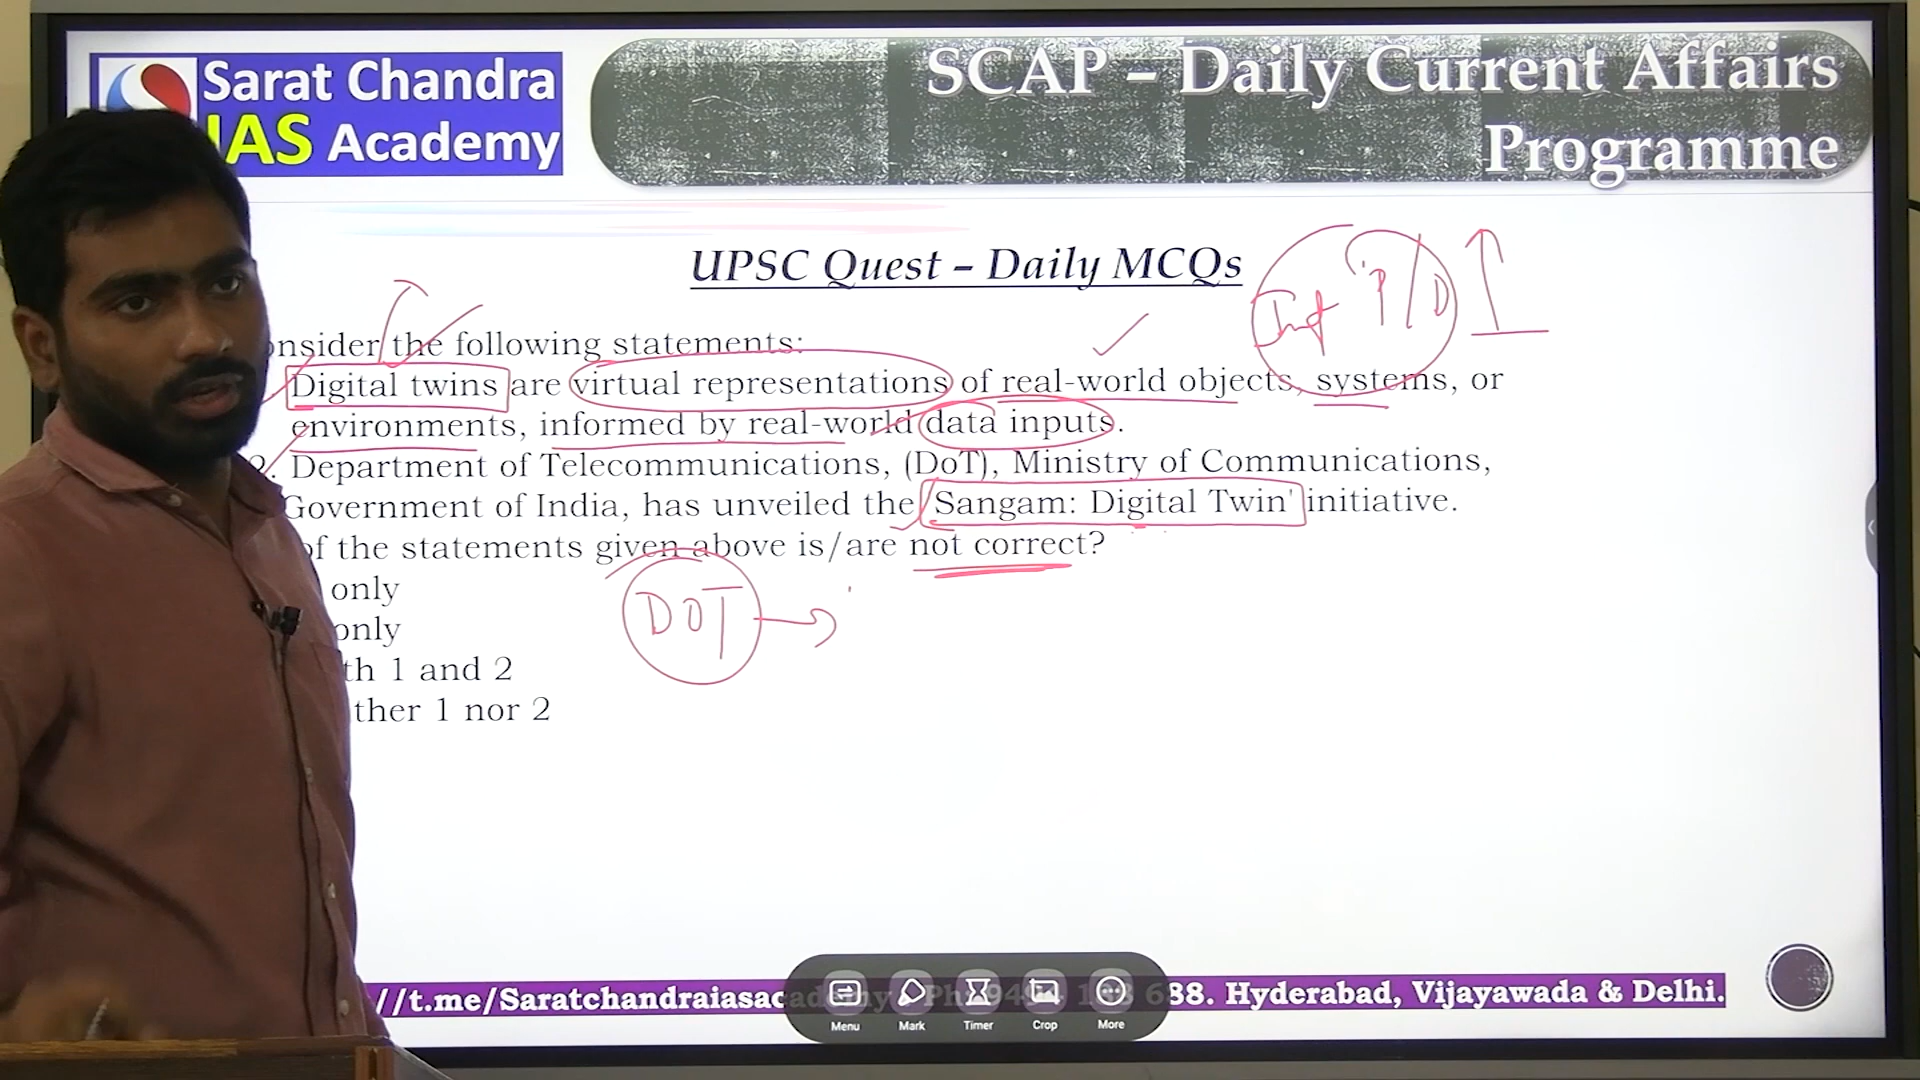 Sarat Chandra
IAS Academy
SCAP – Daily Current Affairs
Programme
UPSC Quest – Daily MCQs
Inf P/D
onsider the following statements:
Digital twins are virtual representations of real-world objects, systems, or
environments, informed by real-world data inputs.
2. Department of Telecommunications, (DoT), Ministry of Communications,
Government of India, has unveiled the 'Sangam: Digital Twin' initiative.
of the statements given above is/are not correct?
only
only
th 1 and 2
ther 1 nor 2
DOT
//t.me/Saratchandraiasac
88. Hyderabad, Vijayawada & Delhi.
Menu Mark Timer Crop More